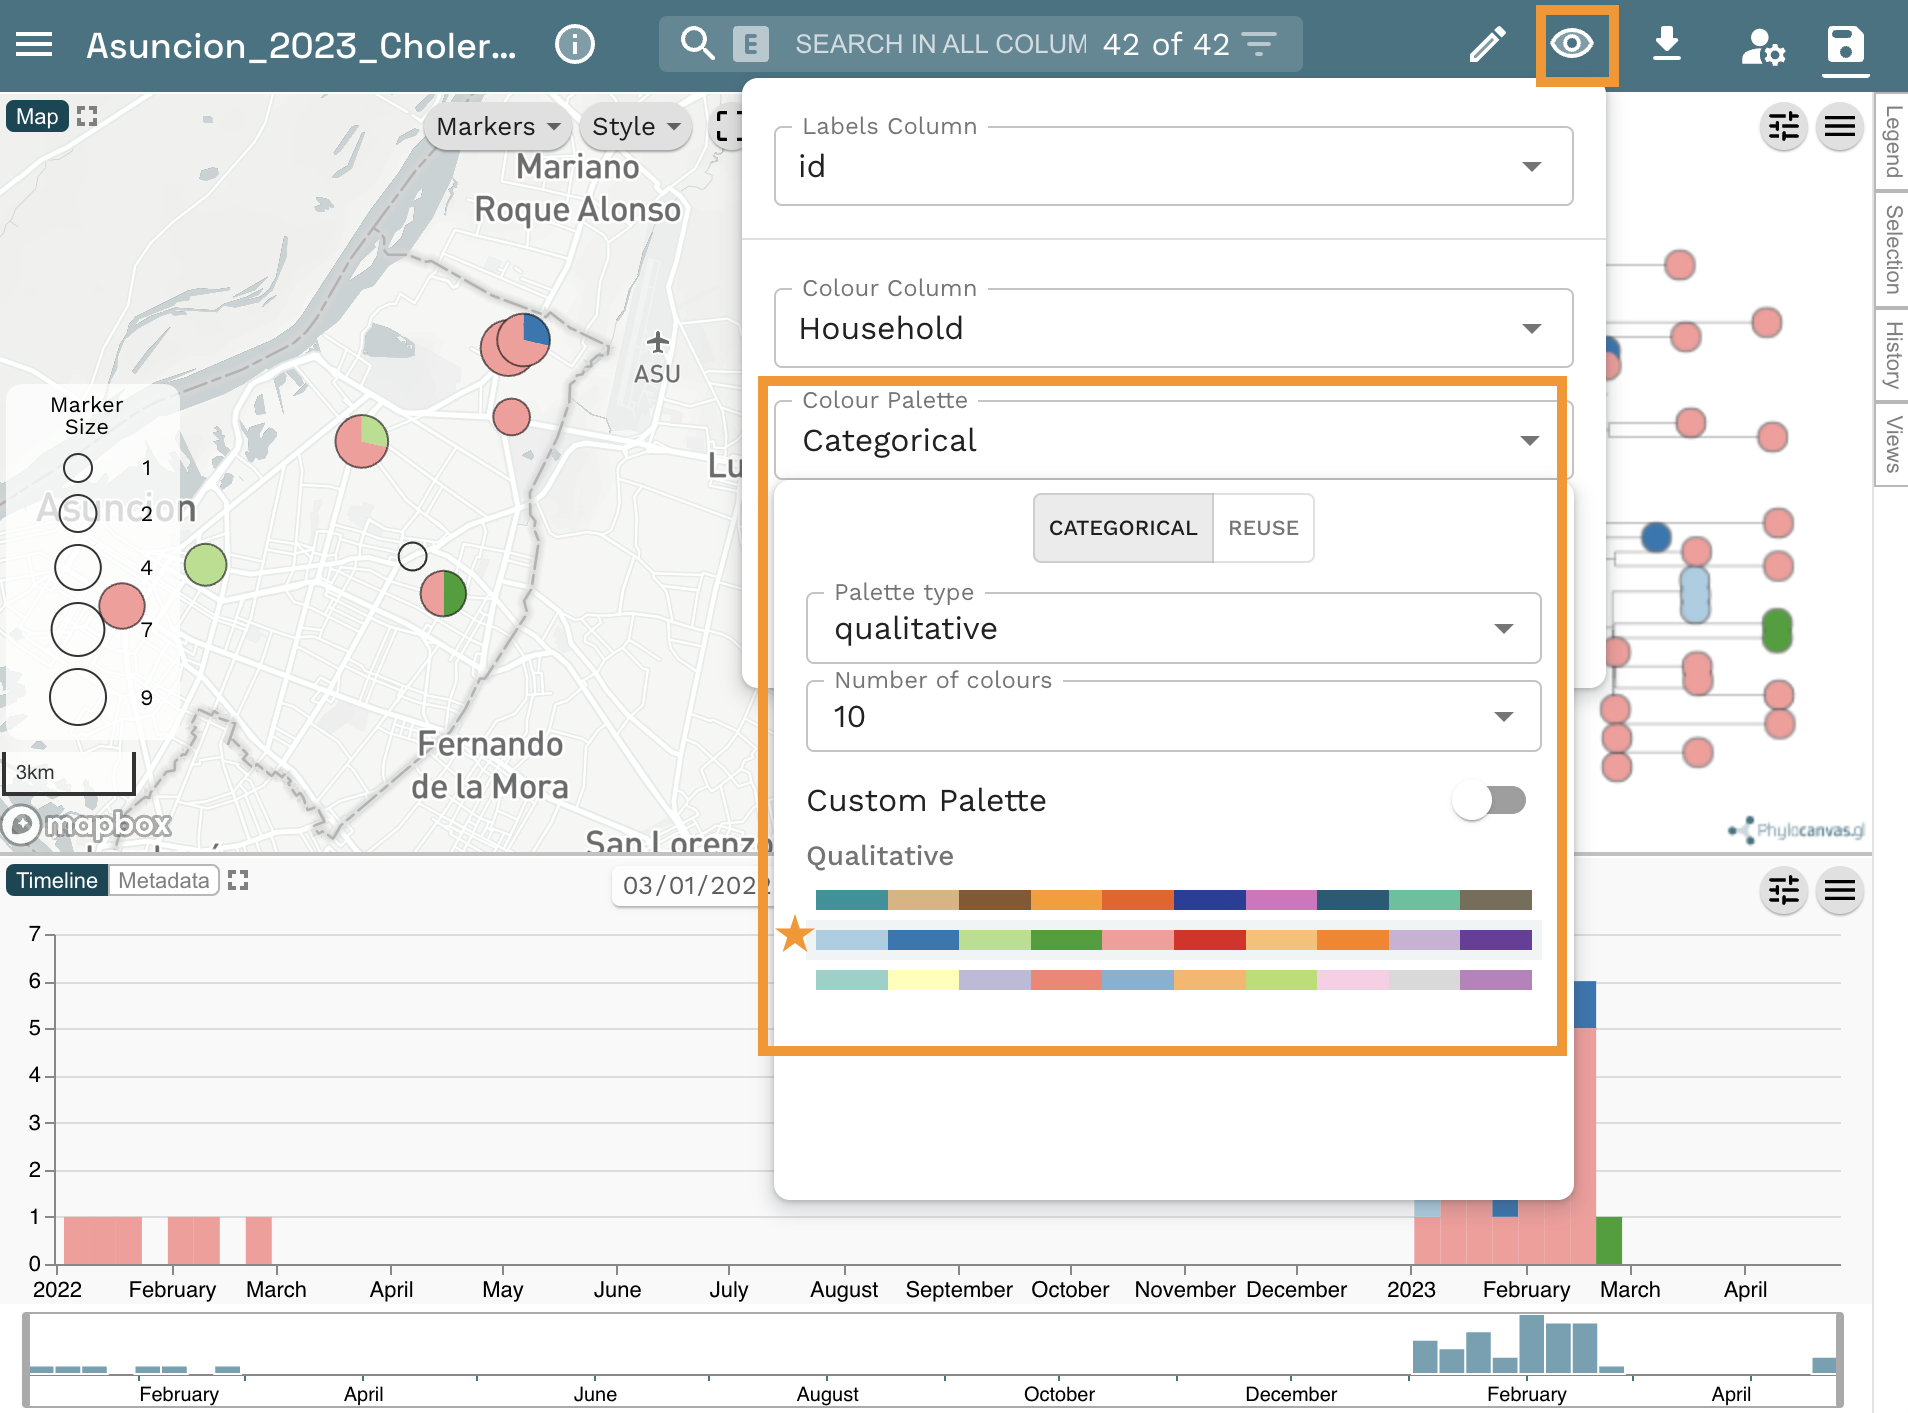 Asuncion_2023_Choler...
E
SEARCH IN ALL COLUM
42 of 42
Map
Markers
Style
Mariano
Roque Alonso
ASU
Lu
Marker
Size
1
2
4
7
9
Asuncion
Fernando
de la Mora
3km
mapbox
San Lorenzo
Labels Column
id
Colour Column
Household
Colour Palette
Categorical
CATEGORICAL
REUSE
Palette type
qualitative
Number of colours
10
Custom Palette
Qualitative
Legend
Selection
History
Views
Phylocanvas.gl
Timeline
Metadata
03/01/2022
7
6
5
4
3
2
1
0
2022 February March April May June July August September October November December 2023 February March April
February April June August October December February April